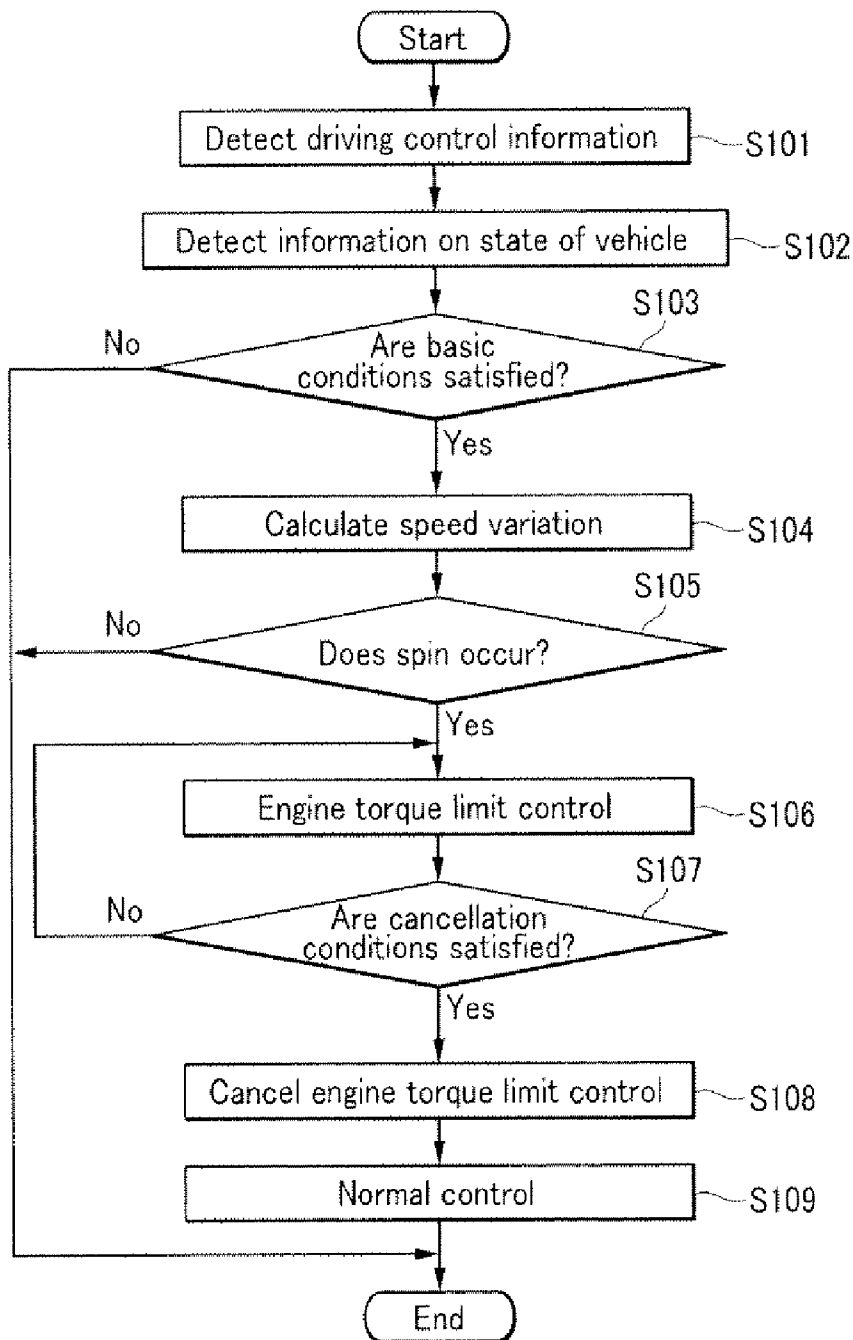 Start
Detect driving control information
S101
Detect information on state of vehicle
S102
S103
No
Are basic
conditions satisfied?
Yes
Calculate speed variation
S104
S105
No
Does spin occur?
Yes
Engine torque limit control
S106
S107
No
Are cancellation
conditions satisfied?
Yes
Cancel engine torque limit control
S108
Normal control
S109
End